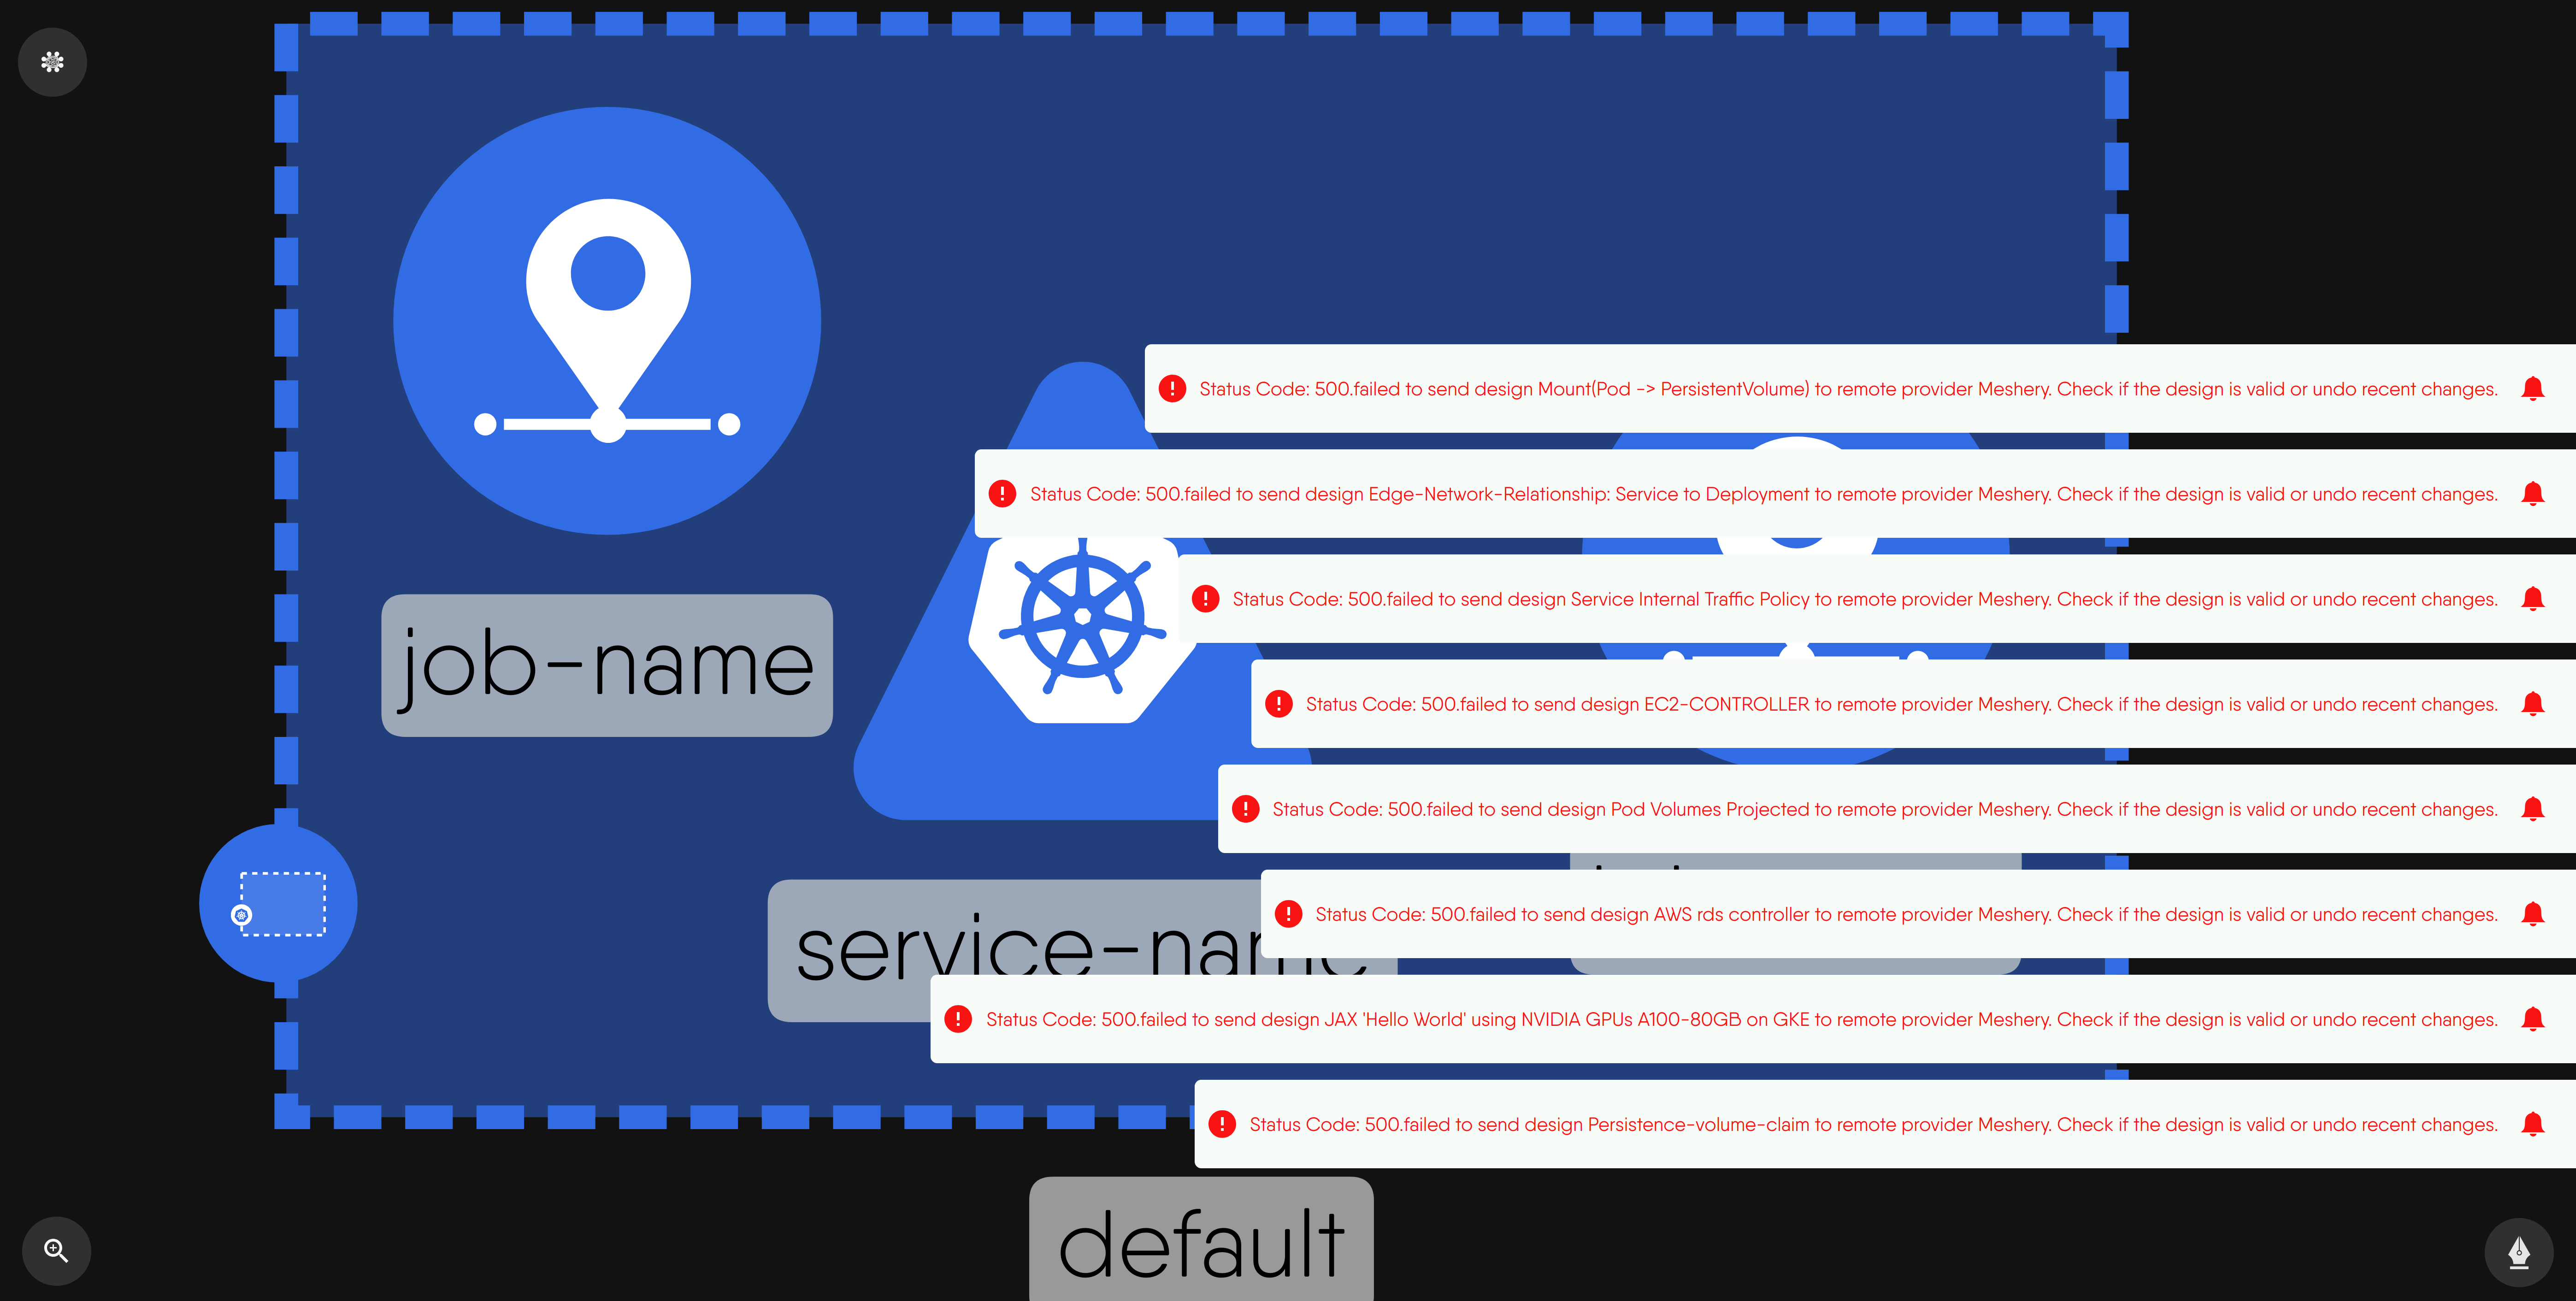 Status Code: 500.failed to send design Mount(Pod -> PersistentVolume) to remote provider Meshery. Check if the design is valid or undo recent changes.
Status Code: 500.failed to send design Edge-Network-Relationship: Service to Deployment to remote provider Meshery. Check if the design is valid or undo recent changes.
Status Code: 500.failed to send design Service Internal Traffic Policy to remote provider Meshery. Check if the design is valid or undo recent changes.
job-name
Status Code: 500.failed to send design EC2-CONTROLLER to remote provider Meshery. Check if the design is valid or undo recent changes.
Status Code: 500.failed to send design Pod Volumes Projected to remote provider Meshery. Check if the design is valid or undo recent changes.
Status Code: 500.failed to send design AWS rds controller to remote provider Meshery. Check if the design is valid or undo recent changes.
service-name
Status Code: 500.failed to send design JAX 'Hello World' using NVIDIA GPUs A100-80GB on GKE to remote provider Meshery. Check if the design is valid or undo recent changes.
Status Code: 500.failed to send design Persistence-volume-claim to remote provider Meshery. Check if the design is valid or undo recent changes.
default